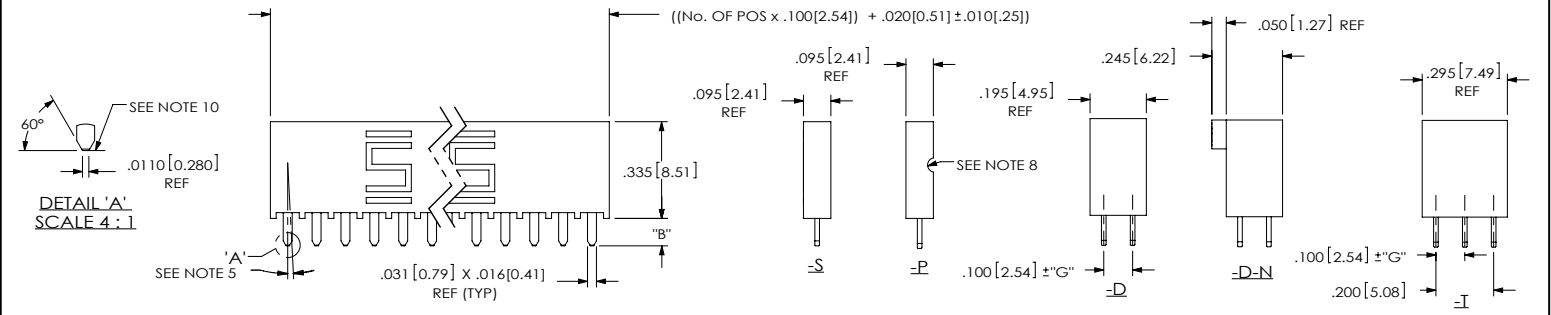 ((No. OF POS x .100[2.54]) + .020[0.51] ±.010[.25])
.050[1.27] REF
.095[2.41]
REF
.245[6.22]
.295[7.49]
REF
.095[2.41]
REF
.195[4.95]
REF
SEE NOTE 10
60°
.0110[0.280]
REF
DETAIL 'A'
SCALE 4 : 1
.335[8.51]
SEE NOTE 8
"B"
'A'
SEE NOTE 5
.031[0.79] X .016[0.41]
REF (TYP)
-S
-P
.100[2.54] ±"G"
-D
-D-N
.100[2.54] ±"G"
.200[5.08]
-T